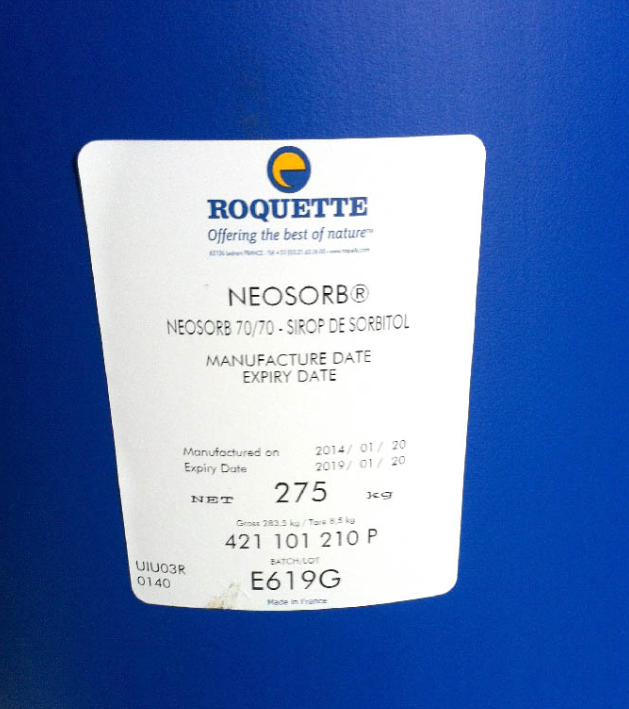 ROQUETTE
Offering the best of nature™
NEOSORB®
NEOSORB 70/70 - SIROP DE SORBITOL
MANUFACTURE DATE
EXPIRY DATE
Manufactured on 2014/ 01/ 20
Expiry Date 2019/ 01/ 20
NET 275 kg
Gross 283,5 kg / Tare 8,5 kg
421 101 210 P
UIU03R
0140
BATCH/LOT
E619G
Made in France